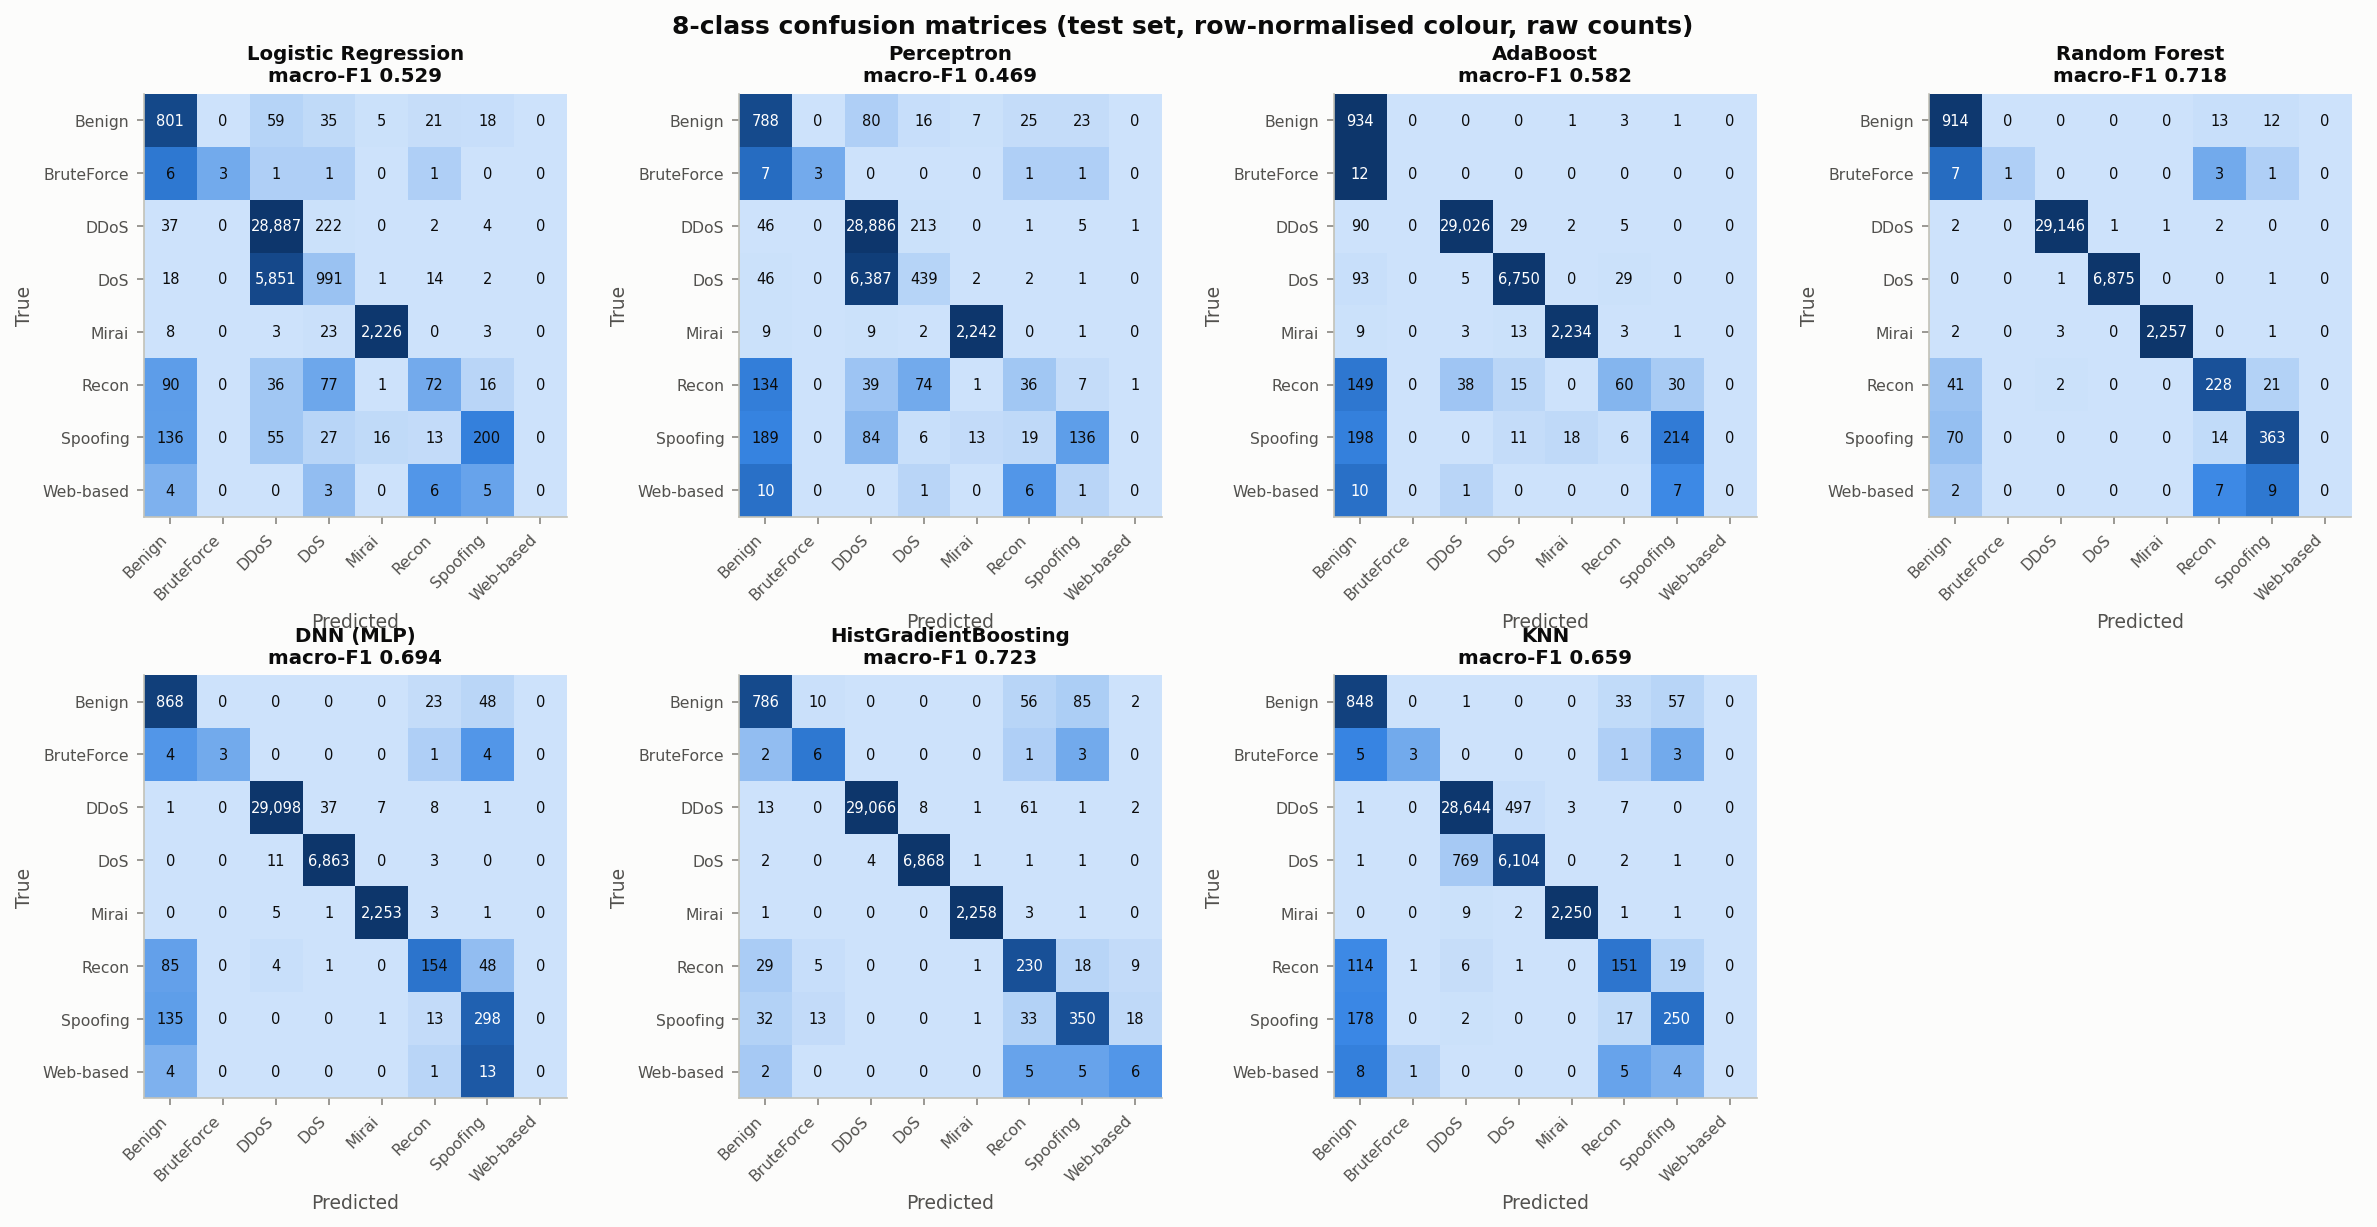 8-class confusion matrices (test set, row-normalised colour, raw counts)
Logistic Regression
macro-F1 0.529
True
Benign 801 0 59 35 5 21 18 0
BruteForce 6 3 1 1 0 1 0 0
DDoS 37 0 28,887 222 0 2 4 0
DoS 18 0 5,851 991 1 14 2 0
Mirai 8 0 3 23 2,226 0 3 0
Recon 90 0 36 77 1 72 16 0
Spoofing 136 0 55 27 16 13 200 0
Web-based 4 0 0 3 0 6 5 0
Benign BruteForce DDoS DoS Mirai Recon Spoofing Web-based
Predicted
Perceptron
macro-F1 0.469
True
Benign 788 0 80 16 7 25 23 0
BruteForce 7 3 0 0 0 1 1 0
DDoS 46 0 28,886 213 0 1 5 1
DoS 46 0 6,387 439 2 2 1 0
Mirai 9 0 9 2 2,242 0 1 0
Recon 134 0 39 74 1 36 7 1
Spoofing 189 0 84 6 13 19 136 0
Web-based 10 0 0 1 0 6 1 0
Benign BruteForce DDoS DoS Mirai Recon Spoofing Web-based
Predicted
AdaBoost
macro-F1 0.582
True
Benign 934 0 0 0 1 3 1 0
BruteForce 12 0 0 0 0 0 0 0
DDoS 90 0 29,026 29 2 5 0 0
DoS 93 0 5 6,750 0 29 0 0
Mirai 9 0 3 13 2,234 3 1 0
Recon 149 0 38 15 0 60 30 0
Spoofing 198 0 0 11 18 6 214 0
Web-based 10 0 1 0 0 0 7 0
Benign BruteForce DDoS DoS Mirai Recon Spoofing Web-based
Predicted
Random Forest
macro-F1 0.718
True
Benign 914 0 0 0 0 13 12 0
BruteForce 7 1 0 0 0 3 1 0
DDoS 2 0 29,146 1 1 2 0 0
DoS 0 0 1 6,875 0 0 1 0
Mirai 2 0 3 0 2,257 0 1 0
Recon 41 0 2 0 0 228 21 0
Spoofing 70 0 0 0 0 14 363 0
Web-based 2 0 0 0 0 7 9 0
Benign BruteForce DDoS DoS Mirai Recon Spoofing Web-based
Predicted
DNN (MLP)
macro-F1 0.694
True
Benign 868 0 0 0 0 23 48 0
BruteForce 4 3 0 0 0 1 4 0
DDoS 1 0 29,098 37 7 8 1 0
DoS 0 0 11 6,863 0 3 0 0
Mirai 0 0 5 1 2,253 3 1 0
Recon 85 0 4 1 0 154 48 0
Spoofing 135 0 0 0 1 13 298 0
Web-based 4 0 0 0 0 1 13 0
Benign BruteForce DDoS DoS Mirai Recon Spoofing Web-based
Predicted
HistGradientBoosting
macro-F1 0.723
True
Benign 786 10 0 0 0 56 85 2
BruteForce 2 6 0 0 0 1 3 0
DDoS 13 0 29,066 8 1 61 1 2
DoS 2 0 4 6,868 1 1 1 0
Mirai 1 0 0 0 2,258 3 1 0
Recon 29 5 0 0 1 230 18 9
Spoofing 32 13 0 0 1 33 350 18
Web-based 2 0 0 0 0 5 5 6
Benign BruteForce DDoS DoS Mirai Recon Spoofing Web-based
Predicted
KNN
macro-F1 0.659
True
Benign 848 0 1 0 0 33 57 0
BruteForce 5 3 0 0 0 1 3 0
DDoS 1 0 28,644 497 3 7 0 0
DoS 1 0 769 6,104 0 2 1 0
Mirai 0 0 9 2 2,250 1 1 0
Recon 114 1 6 1 0 151 19 0
Spoofing 178 0 2 0 0 17 250 0
Web-based 8 1 0 0 0 5 4 0
Benign BruteForce DDoS DoS Mirai Recon Spoofing Web-based
Predicted